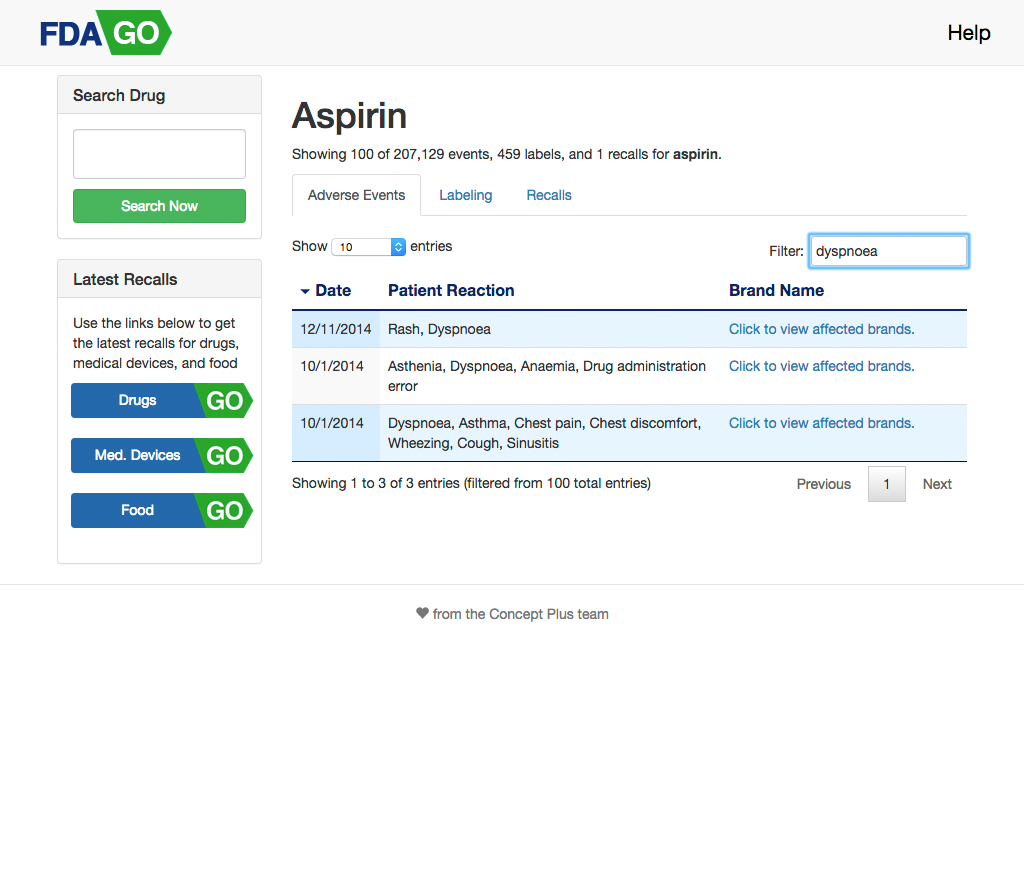 FDA GO
Help
Search Drug
Search Now
Latest Recalls
Use the links below to get
the latest recalls for drugs,
medical devices, and food
Drugs GO
Med. Devices GO
Food GO
Aspirin
Showing 100 of 207,129 events, 459 labels, and 1 recalls for aspirin.
Adverse Events Labeling Recalls
Show 10 entries
Filter: dyspnoea
Date Patient Reaction Brand Name
12/11/2014 Rash, Dyspnoea Click to view affected brands.
10/1/2014 Asthenia, Dyspnoea, Anaemia, Drug administration Click to view affected brands.
error
10/1/2014 Dyspnoea, Asthma, Chest pain, Chest discomfort, Click to view affected brands.
Wheezing, Cough, Sinusitis
Showing 1 to 3 of 3 entries (filtered from 100 total entries)
Previous 1 Next
from the Concept Plus team